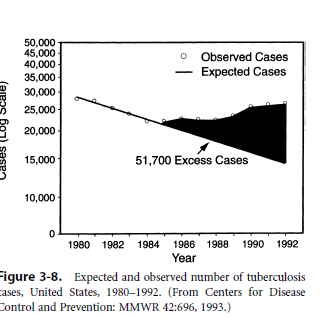 50,000
45,000
40,000
35,000
30,000
25,000
20,000
15,000
10,000
0
Cases (Log Scale)
Observed Cases
Expected Cases
51,700 Excess Cases
1980 1982 1984 1986 1988 1990 1992
Figure 3-8. Expected and observed number of tuberculosis
cases, United States, 1980–1992. (From Centers for Disease
Control and Prevention: MMWR 42:696, 1993.)